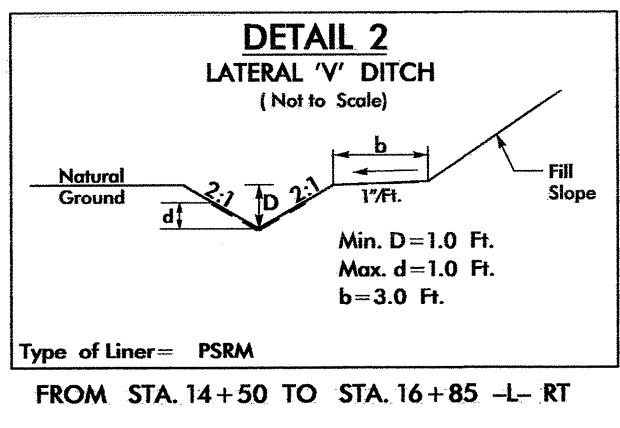 DETAIL 2
LATERAL 'V' DITCH
(Not to Scale)
b
Natural
Ground
2:1
D
2:1
1"/Ft.
Fill
Slope
d
Min. D=1.0 Ft.
Max. d=1.0 Ft.
b=3.0 Ft.
Type of Liner= PSRM
FROM STA. 14+50 TO STA. 16+85 -L- RT